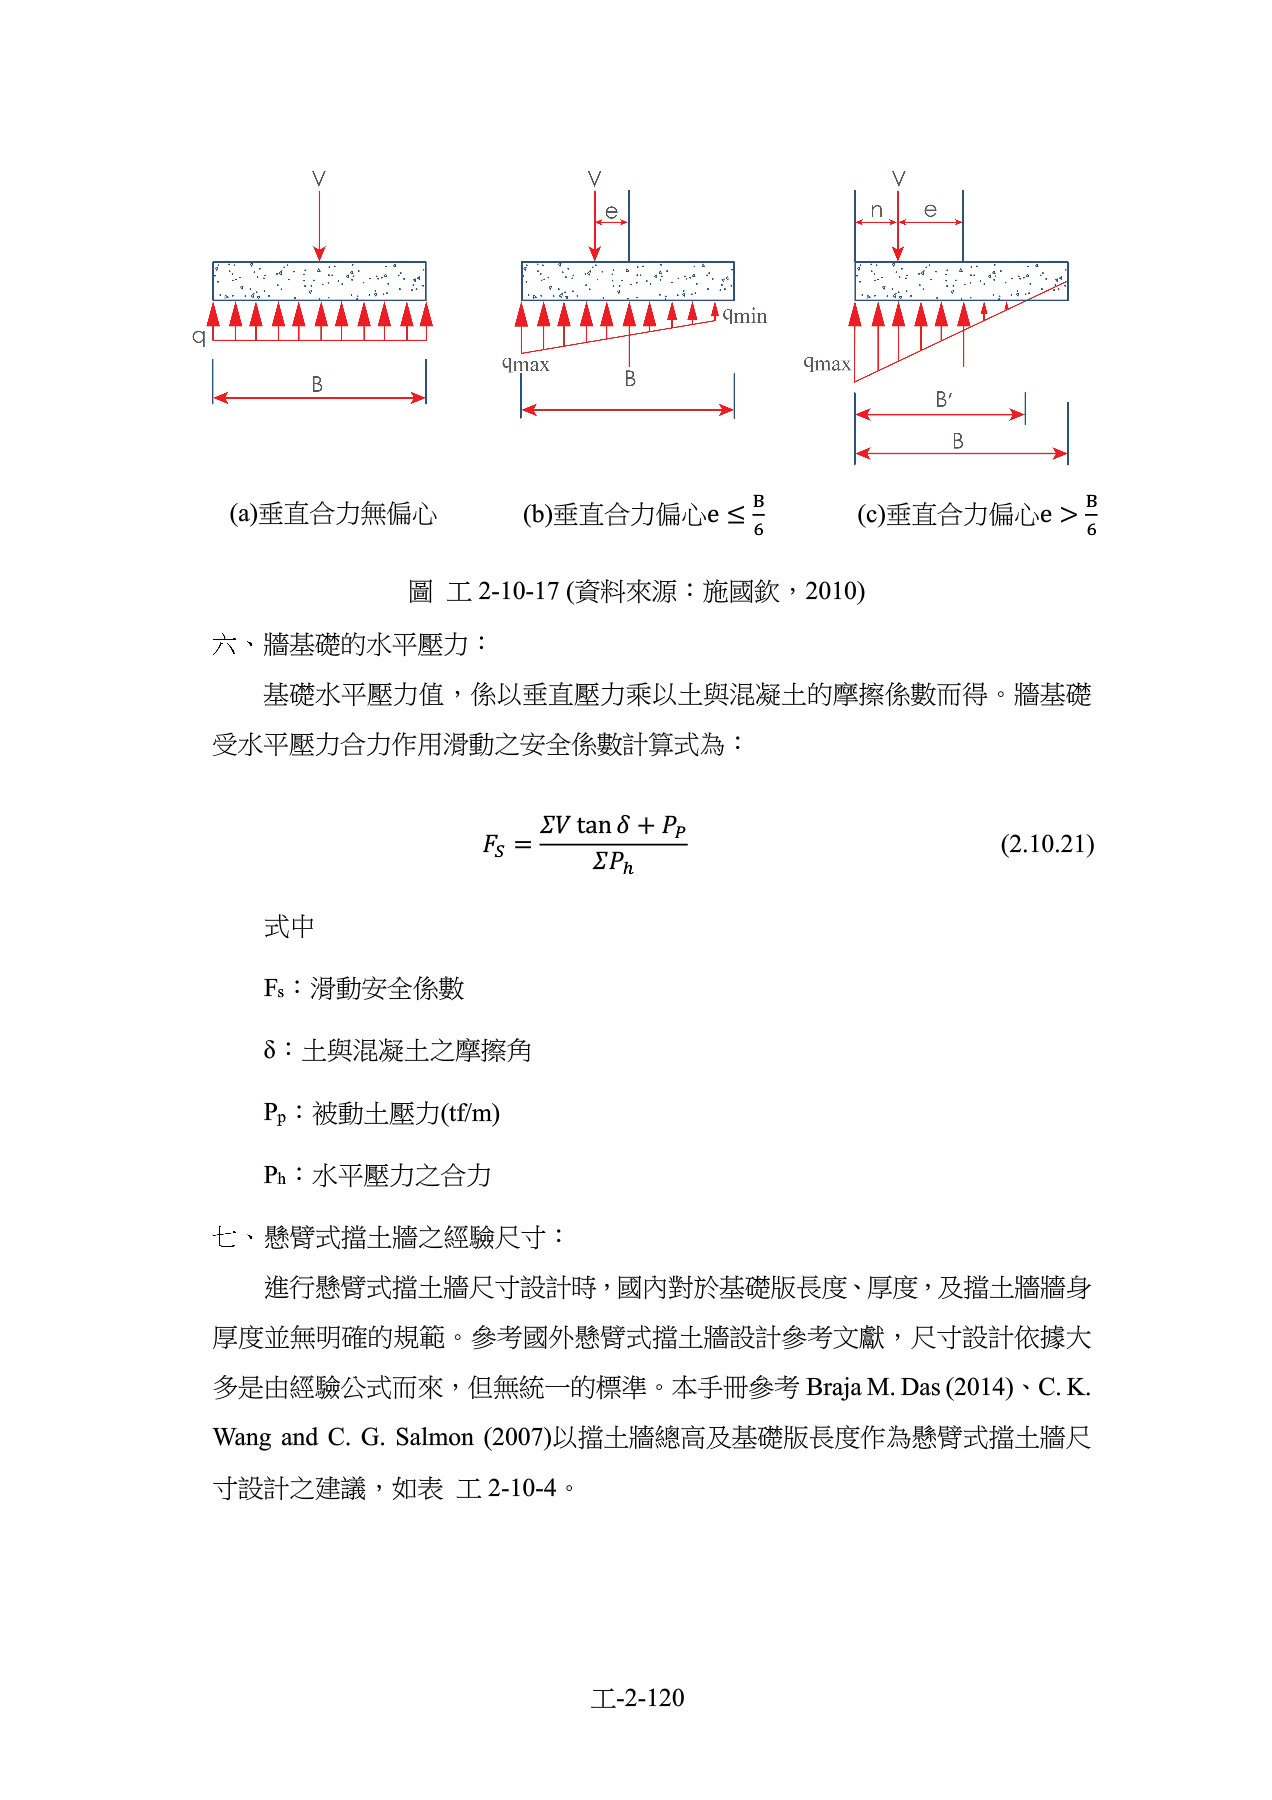 V
V
V
e
n
e
q
qmax
qmin
qmax
B
B
B′
B
(a)垂直合力無偏心
(b)垂直合力偏心e ≤ B/6
(c)垂直合力偏心e > B/6
圖 工 2-10-17 (資料來源：施國欽，2010)
六、牆基礎的水平壓力：
基礎水平壓力值，係以垂直壓力乘以土與混凝土的摩擦係數而得。牆基礎
受水平壓力合力作用滑動之安全係數計算式為：
F_S = (ΣV tan δ + P_P) / ΣP_h (2.10.21)
式中
Fs：滑動安全係數
δ：土與混凝土之摩擦角
Pp：被動土壓力(tf/m)
Ph：水平壓力之合力
七、懸臂式擋土牆之經驗尺寸：
進行懸臂式擋土牆尺寸設計時，國內對於基礎版長度、厚度，及擋土牆牆身
厚度並無明確的規範。參考國外懸臂式擋土牆設計參考文獻，尺寸設計依據大
多是由經驗公式而來，但無統一的標準。本手冊參考 Braja M. Das (2014)、C. K.
Wang and C. G. Salmon (2007)以擋土牆總高及基礎版長度作為懸臂式擋土牆尺
寸設計之建議，如表 工 2-10-4。
工-2-120